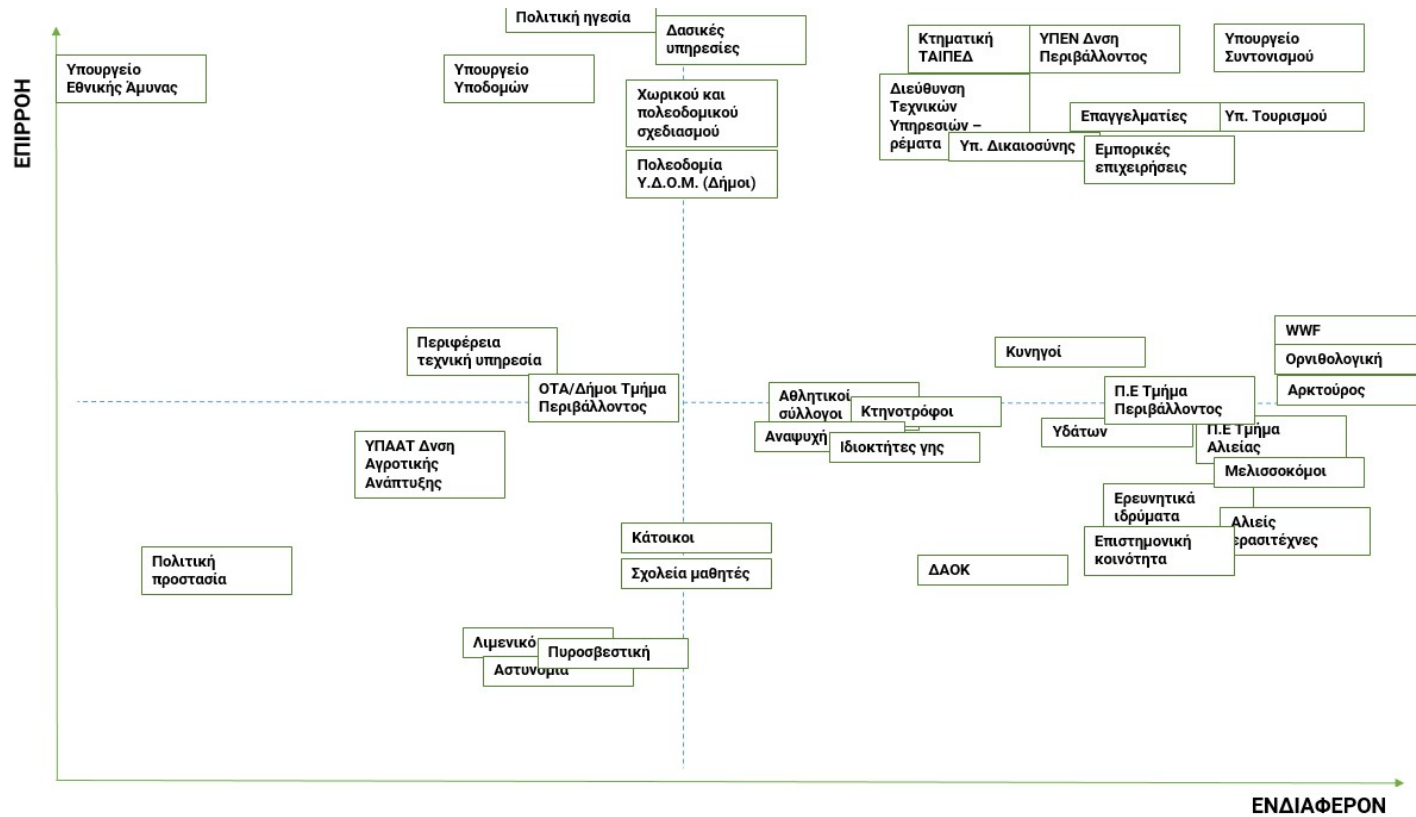 Πολιτική ηγεσία
Δασικές
υπηρεσίες
Κτηματική
ΤΑΙΠΕΔ
ΥΠΕΝ Δνση
Περιβάλλοντος
Υπουργείο
Συντονισμού
Υπουργείο
Εθνικής Άμυνας
Υπουργείο
Υποδομών
ΕΠΙΡΡΟΗ
Χωρικού και
πολεοδομικού
σχεδιασμού
Διεύθυνση
Τεχνικών
Υπηρεσιών –
ρέματα
Επαγγελματίες
Υπ. Τουρισμού
Υπ. Δικαιοσύνης
Εμπορικές
επιχειρήσεις
Πολεοδομία
Υ.Δ.Ο.Μ. (Δήμοι)
Περιφέρεια
τεχνική υπηρεσία
Κυνηγοί
WWF
Ορνιθολογική
Αρκτούρος
ΟΤΑ/Δήμοι Τμήμα
Περιβάλλοντος
Αθλητικοί
σύλλογοι
Κτηνοτρόφοι
Π.Ε Τμήμα
Περιβάλλοντος
Αναψυχή
Ιδιοκτήτες γης
Υδάτων
Π.Ε Τμήμα
Αλιείας
ΥΠΑΑΤ Δνση
Αγροτικής
Ανάπτυξης
Μελισσοκόμοι
Ερευνητικά
ιδρύματα
Αλιείς
ερασιτέχνες
Κάτοικοι
Επιστημονική
κοινότητα
Πολιτική
προστασία
Σχολεία μαθητές
ΔΑΟΚ
Λιμενικό
Πυροσβεστική
Αστυνομία
ΕΝΔΙΑΦΕΡΟΝ